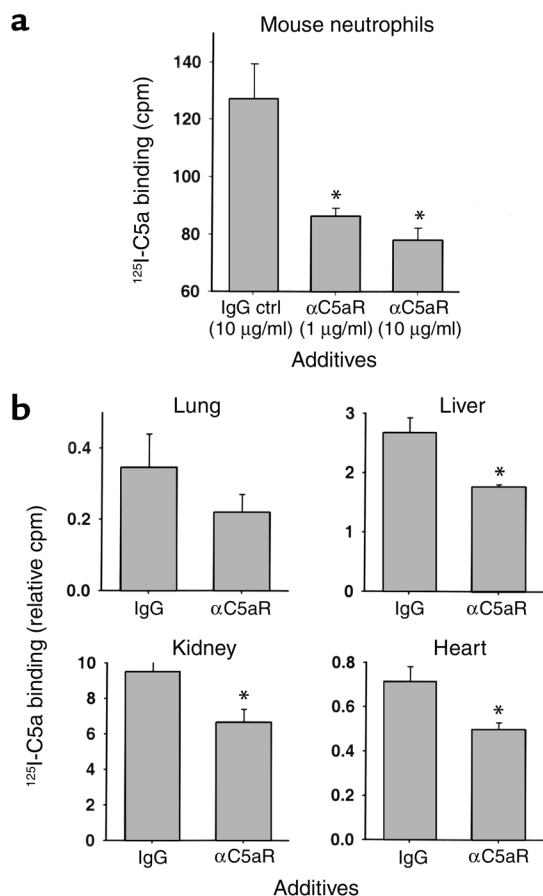 a
Mouse neutrophils
¹²⁵I-C5a binding (cpm)
140
120
100
80
60
*
*
IgG ctrl
(10 μg/ml)
αC5aR
(1 μg/ml)
αC5aR
(10 μg/ml)
Additives
b
¹²⁵I-C5a binding (relative cpm)
Lung
0.4
0.2
0.0
IgG
αC5aR
Liver
3
2
1
0
*
IgG
αC5aR
Kidney
10
8
6
4
2
0
*
IgG
αC5aR
Heart
0.8
0.6
0.4
0.2
0.0
*
IgG
αC5aR
Additives